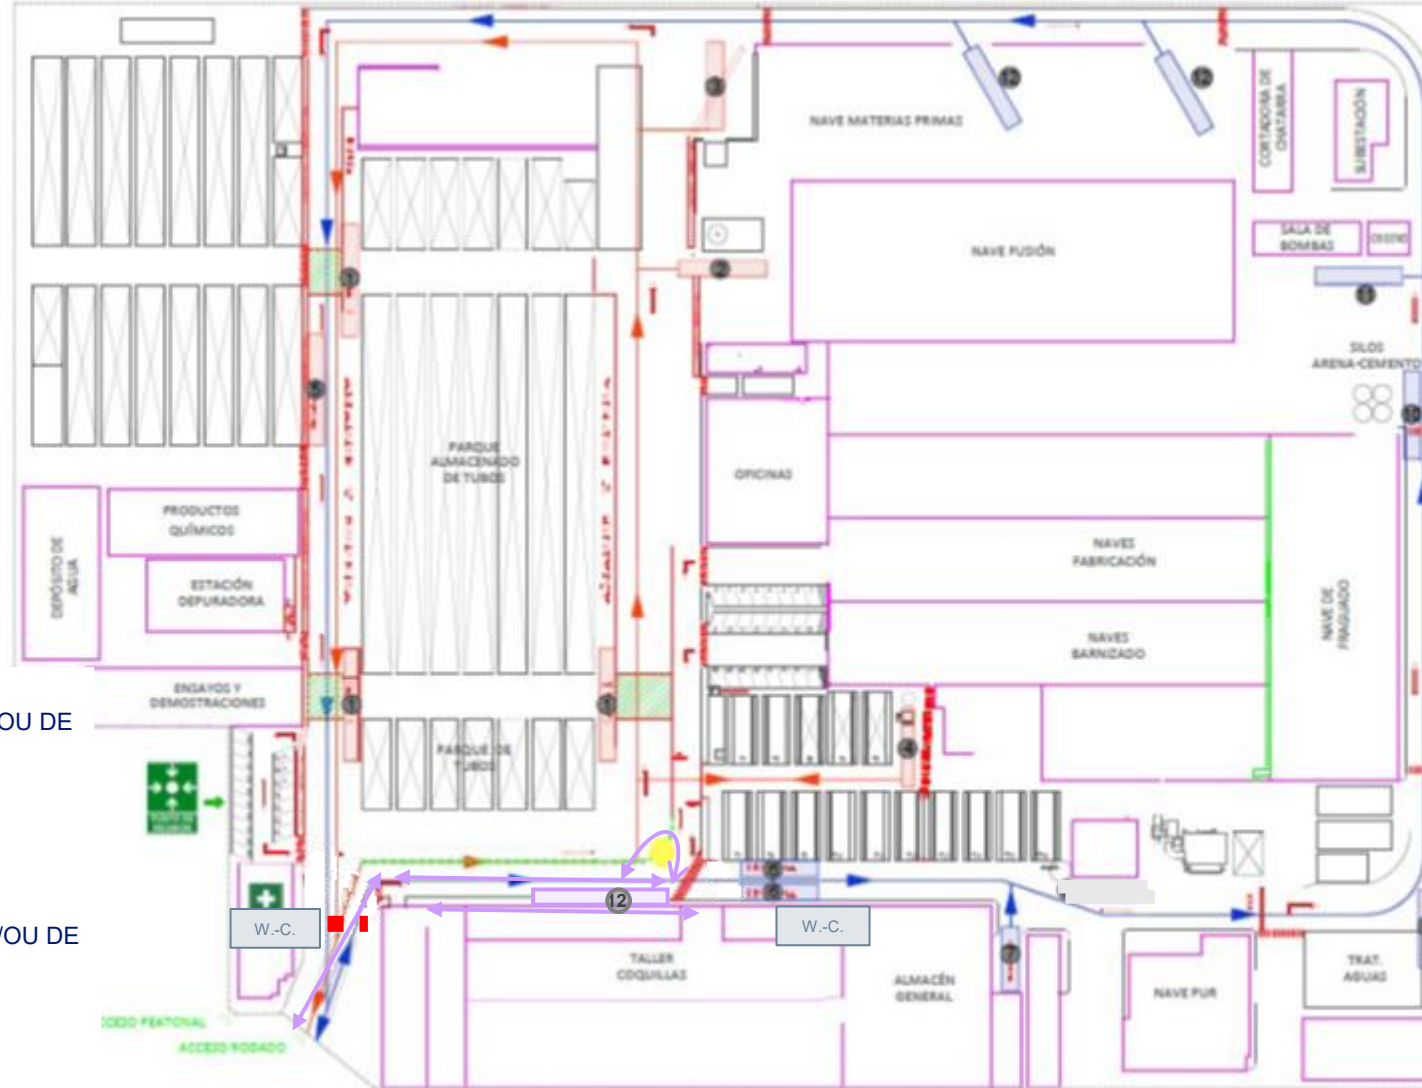 NAVE MATERIAS PRIMAS
CORTADORA DE
CHATARRA
SUBESTACIÓN
NAVE FUSIÓN
SALA DE
BOMBAS
SILOS
ARENA-CEMENTO
PARQUE
ALMACENADO
DE TUBOS
OFICINAS
PRODUCTOS
QUÍMICOS
DEPÓSITO DE
AGUA
ESTACIÓN
DEPURADORA
NAVES
FABRICACIÓN
NAVE DE
FRAGUADO
NAVES
BARNIZADO
ENSAYOS Y
DEMOSTRACIONES
OU DE
PARQUE DE
TUBOS
12
W.-C.
W.-C.
/OU DE
TALLER
COQUILLAS
ALMACÉN
GENERAL
NAVE PUR
TRAT.
AGUAS
CCESO PEATONAL
ACCESO RODADO